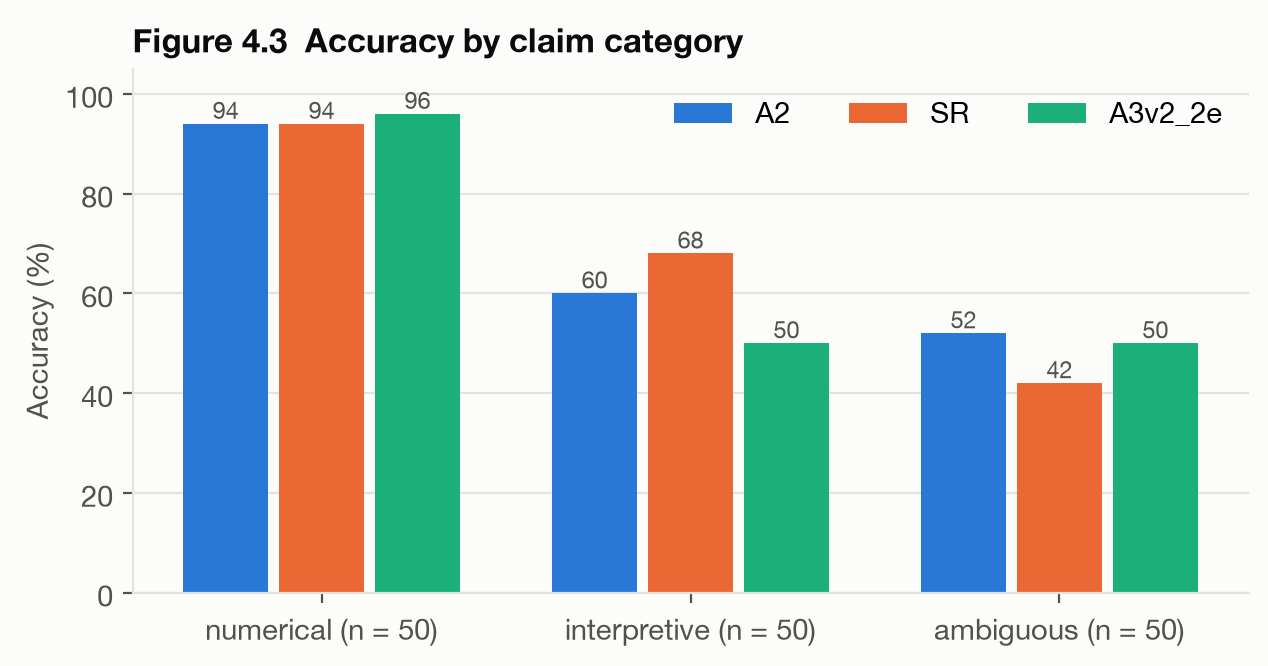 Figure 4.3  Accuracy by claim category
A2 SR A3v2_2e
Accuracy (%)
100
80
60
40
20
0
94 94 96
60 68 50
52 42 50
numerical (n = 50) interpretive (n = 50) ambiguous (n = 50)